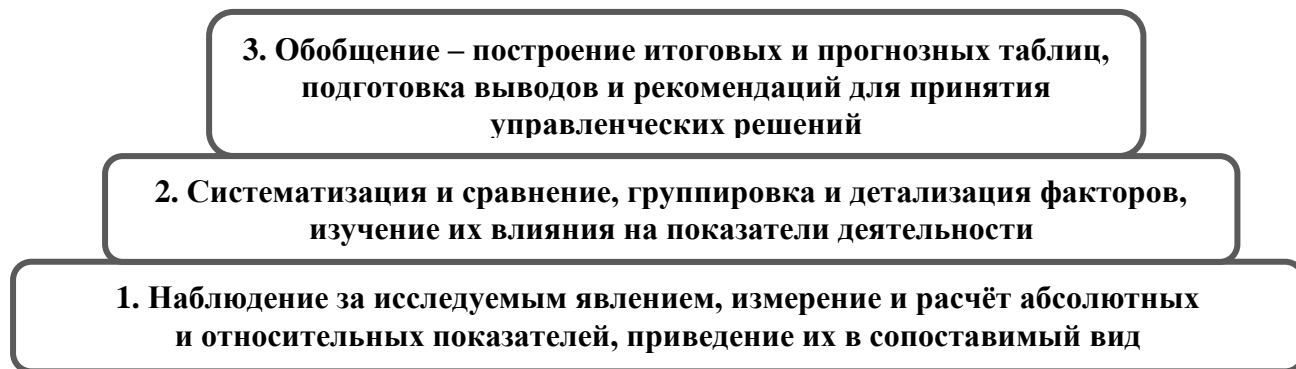 3. Обобщение – построение итоговых и прогнозных таблиц,
подготовка выводов и рекомендаций для принятия
управленческих решений
2. Систематизация и сравнение, группировка и детализация факторов,
изучение их влияния на показатели деятельности
1. Наблюдение за исследуемым явлением, измерение и расчёт абсолютных
и относительных показателей, приведение их в сопоставимый вид